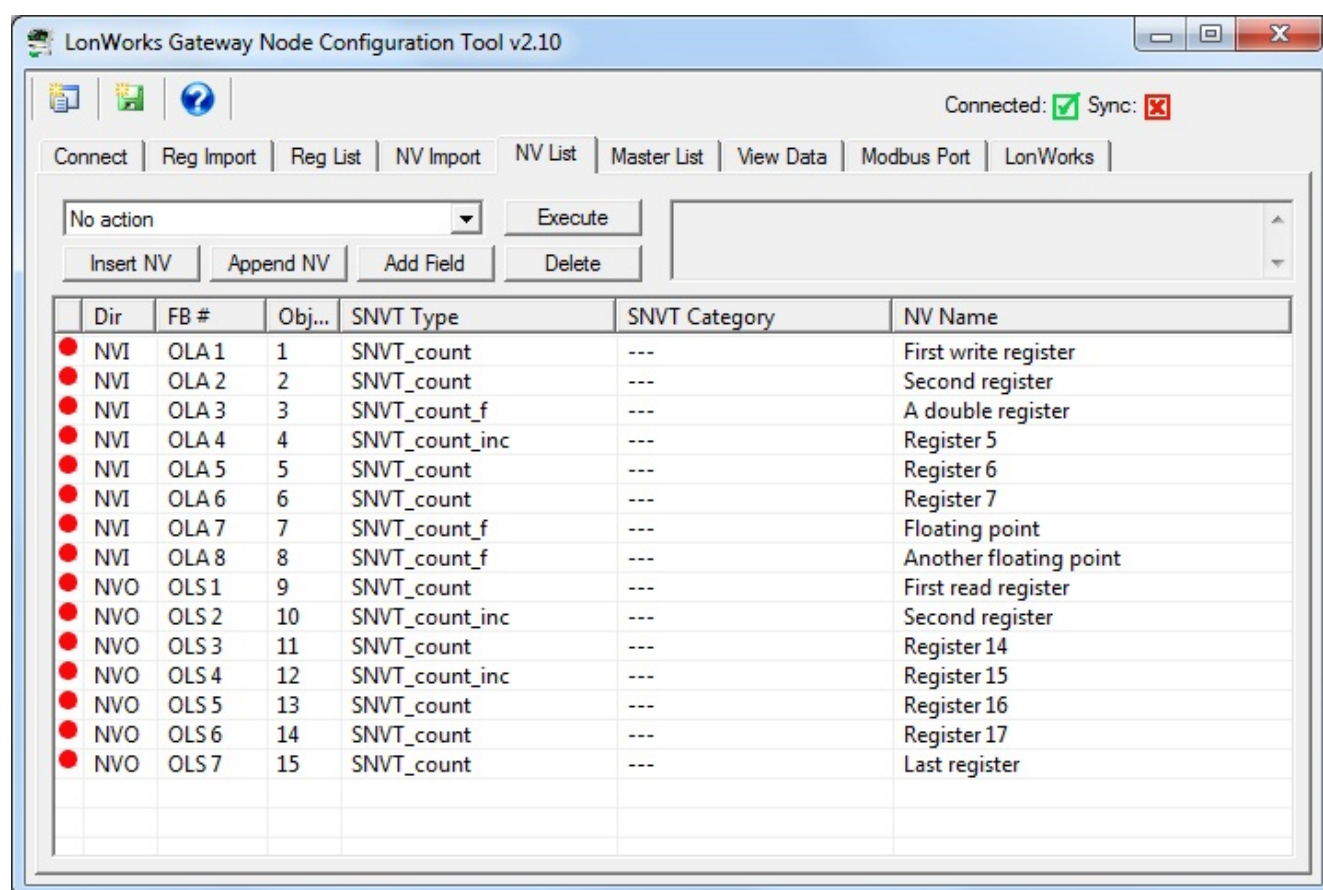 LonWorks Gateway Node Configuration Tool v2.10
Connected: Sync:
Connect Reg Import Reg List NV Import NV List Master List View Data Modbus Port LonWorks
No action Execute
Insert NV Append NV Add Field Delete
Dir FB # Obj... SNVT Type SNVT Category NV Name
NVI OLA 1 1 SNVT_count --- First write register
NVI OLA 2 2 SNVT_count --- Second register
NVI OLA 3 3 SNVT_count_f --- A double register
NVI OLA 4 4 SNVT_count_inc --- Register 5
NVI OLA 5 5 SNVT_count --- Register 6
NVI OLA 6 6 SNVT_count --- Register 7
NVI OLA 7 7 SNVT_count_f --- Floating point
NVI OLA 8 8 SNVT_count_f --- Another floating point
NVO OLS 1 9 SNVT_count --- First read register
NVO OLS 2 10 SNVT_count_inc --- Second register
NVO OLS 3 11 SNVT_count --- Register 14
NVO OLS 4 12 SNVT_count_inc --- Register 15
NVO OLS 5 13 SNVT_count --- Register 16
NVO OLS 6 14 SNVT_count --- Register 17
NVO OLS 7 15 SNVT_count --- Last register